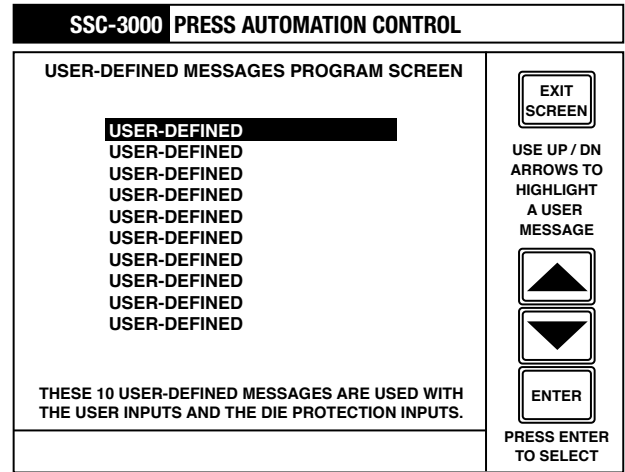 SSC-3000 PRESS AUTOMATION CONTROL
USER-DEFINED MESSAGES PROGRAM SCREEN
USER-DEFINED
USER-DEFINED
USER-DEFINED
USER-DEFINED
USER-DEFINED
USER-DEFINED
USER-DEFINED
USER-DEFINED
USER-DEFINED
USER-DEFINED
THESE 10 USER-DEFINED MESSAGES ARE USED WITH
THE USER INPUTS AND THE DIE PROTECTION INPUTS.
EXIT
SCREEN
USE UP / DN
ARROWS TO
HIGHLIGHT
A USER
MESSAGE
ENTER
PRESS ENTER
TO SELECT